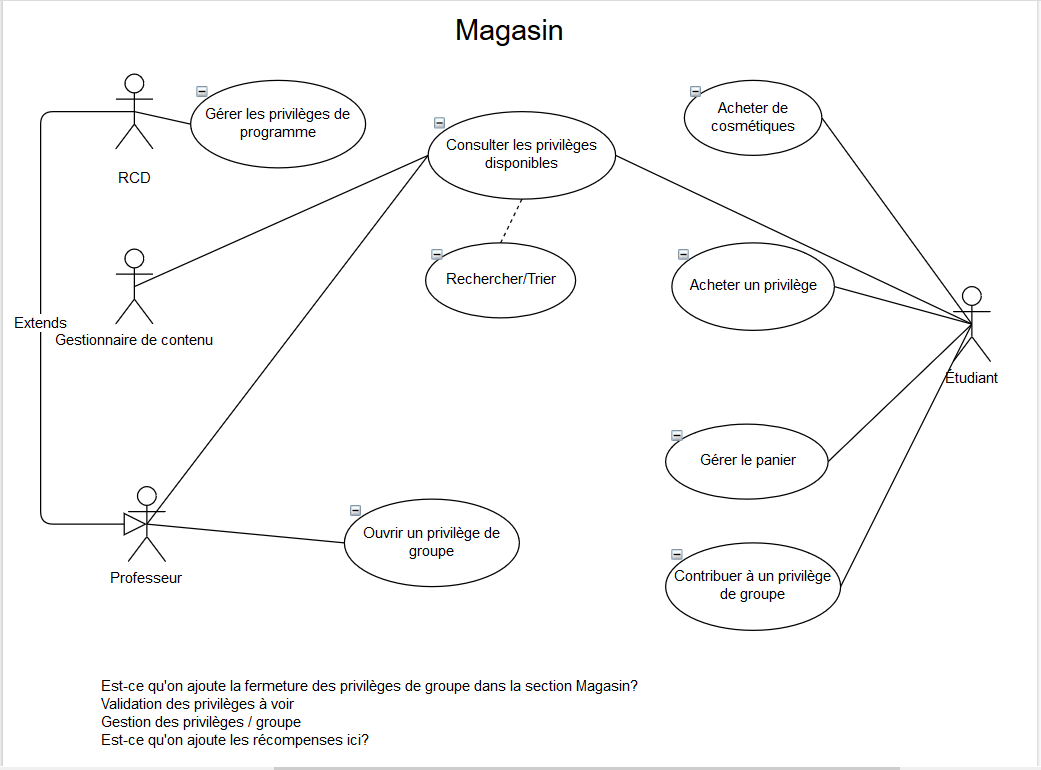 Magasin
Gérer les privilèges de
programme
RCD
Consulter les privilèges
disponibles
Acheter de
cosmétiques
Rechercher/Trier
Acheter un privilège
Extends
Gestionnaire de contenu
Étudiant
Gérer le panier
Ouvrir un privilège de
groupe
Professeur
Contribuer à un privilège
de groupe
Est-ce qu'on ajoute la fermeture des privilèges de groupe dans la section Magasin?
Validation des privilèges à voir
Gestion des privilèges / groupe
Est-ce qu'on ajoute les récompenses ici?